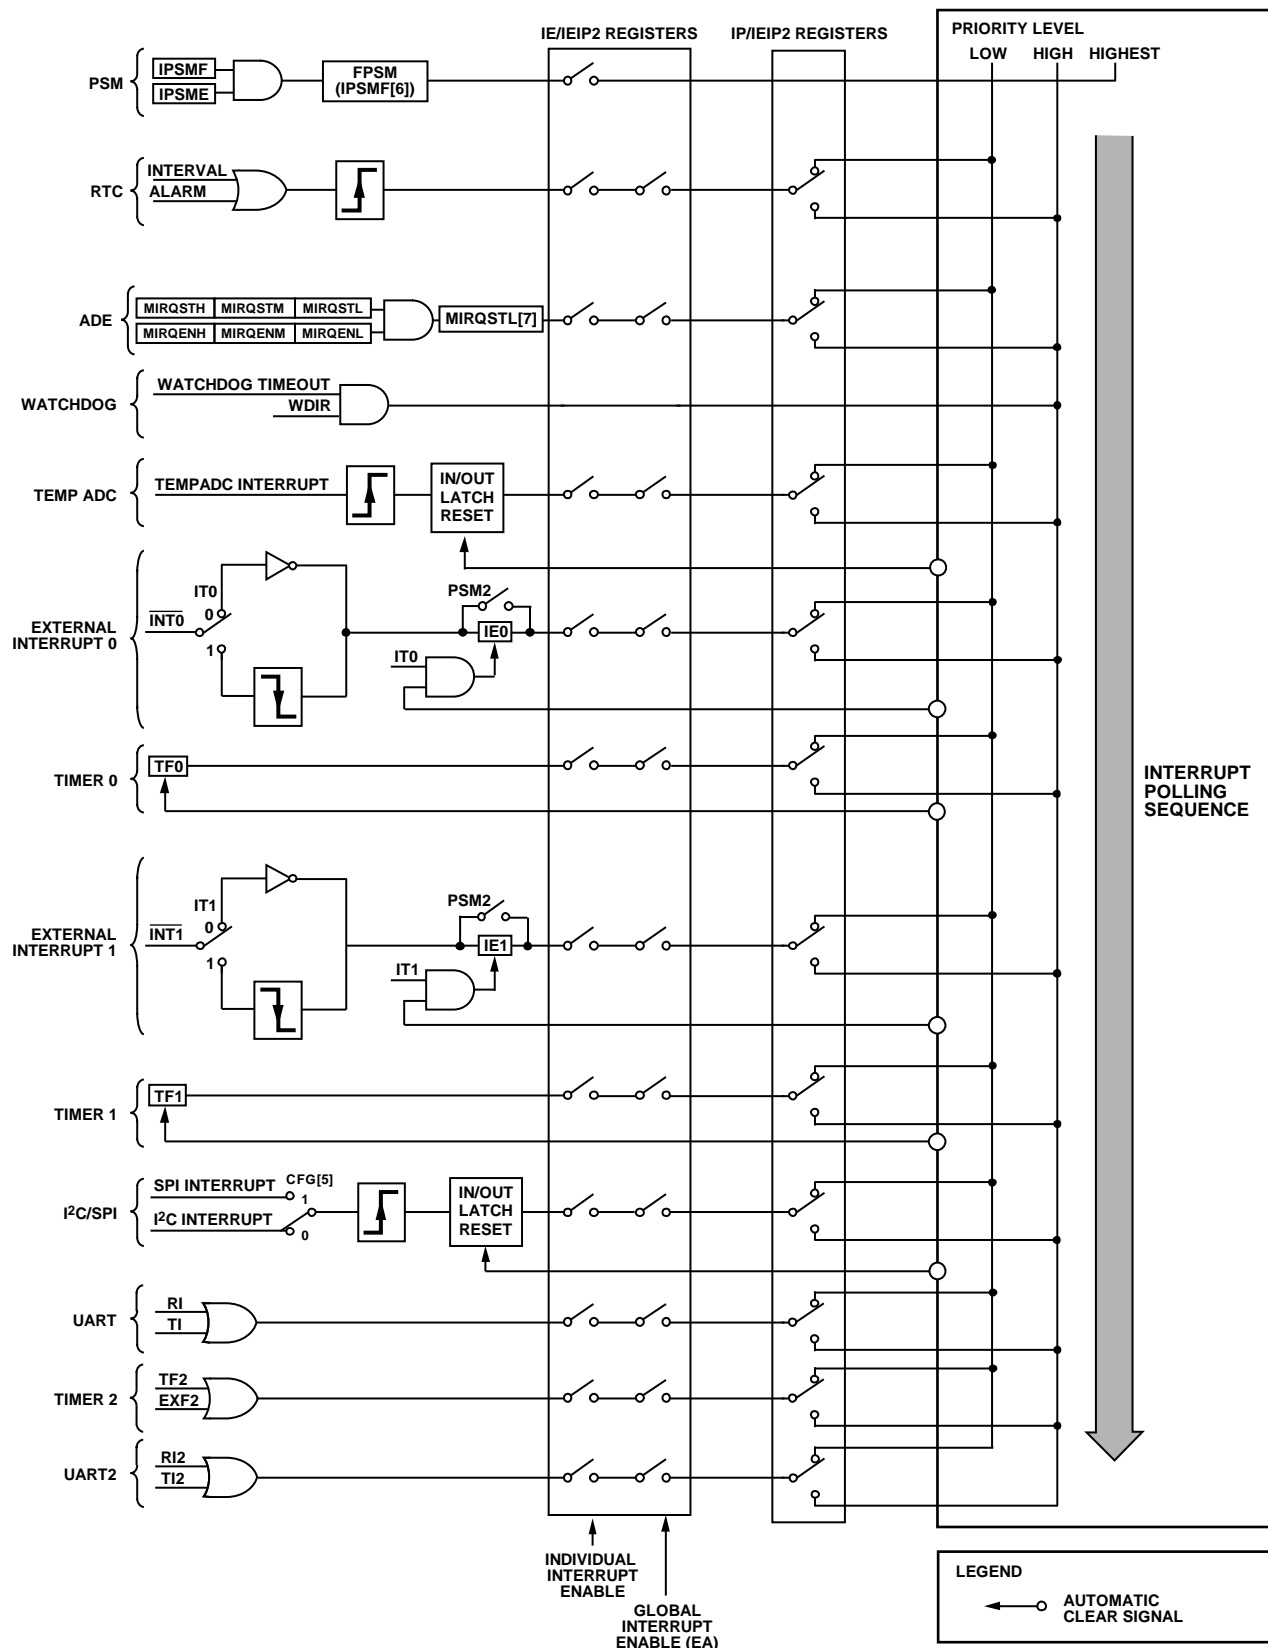 IE/IEIP2 REGISTERS
IP/IEIP2 REGISTERS
PRIORITY LEVEL
LOW
HIGH
HIGHEST
PSM
IPSMF
IPSME
FPSM
(IPSMF[6])
RTC
INTERVAL
ALARM
ADE
MIRQSTH
MIRQSTM
MIRQSTL
MIRQENH
MIRQENM
MIRQENL
MIRQSTL[7]
WATCHDOG
WATCHDOG TIMEOUT
WDIR
TEMP ADC
TEMPADC INTERRUPT
IN/OUT
LATCH
RESET
EXTERNAL
INTERRUPT 0
INT0
IT0
0
1
PSM2
IE0
IT0
TIMER 0
TF0
INTERRUPT
POLLING
SEQUENCE
EXTERNAL
INTERRUPT 1
INT1
IT1
0
1
PSM2
IE1
IT1
TIMER 1
TF1
I2C/SPI
SPI INTERRUPT
I2C INTERRUPT
CFG[5]
1
0
IN/OUT
LATCH
RESET
UART
RI
TI
TIMER 2
TF2
EXF2
UART2
RI2
TI2
INDIVIDUAL
INTERRUPT
ENABLE
GLOBAL
INTERRUPT
ENABLE (EA)
LEGEND
AUTOMATIC
CLEAR SIGNAL